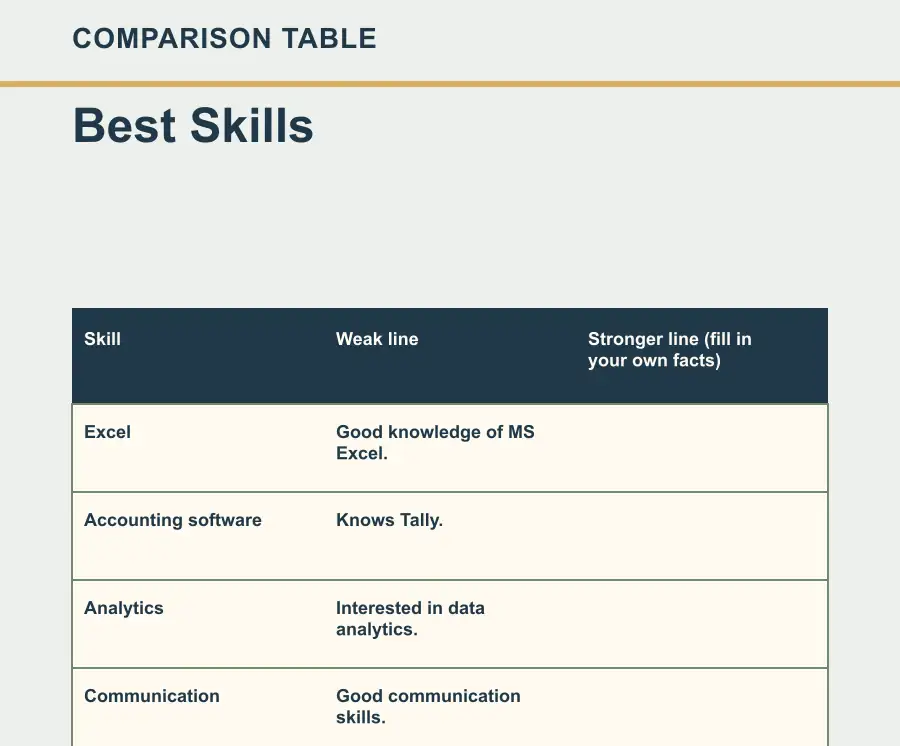 COMPARISON TABLE
Best Skills
Skill
Weak line
Stronger line (fill in
your own facts)
Excel
Good knowledge of MS
Excel.
Accounting software
Knows Tally.
Analytics
Interested in data
analytics.
Communication
Good communication
skills.